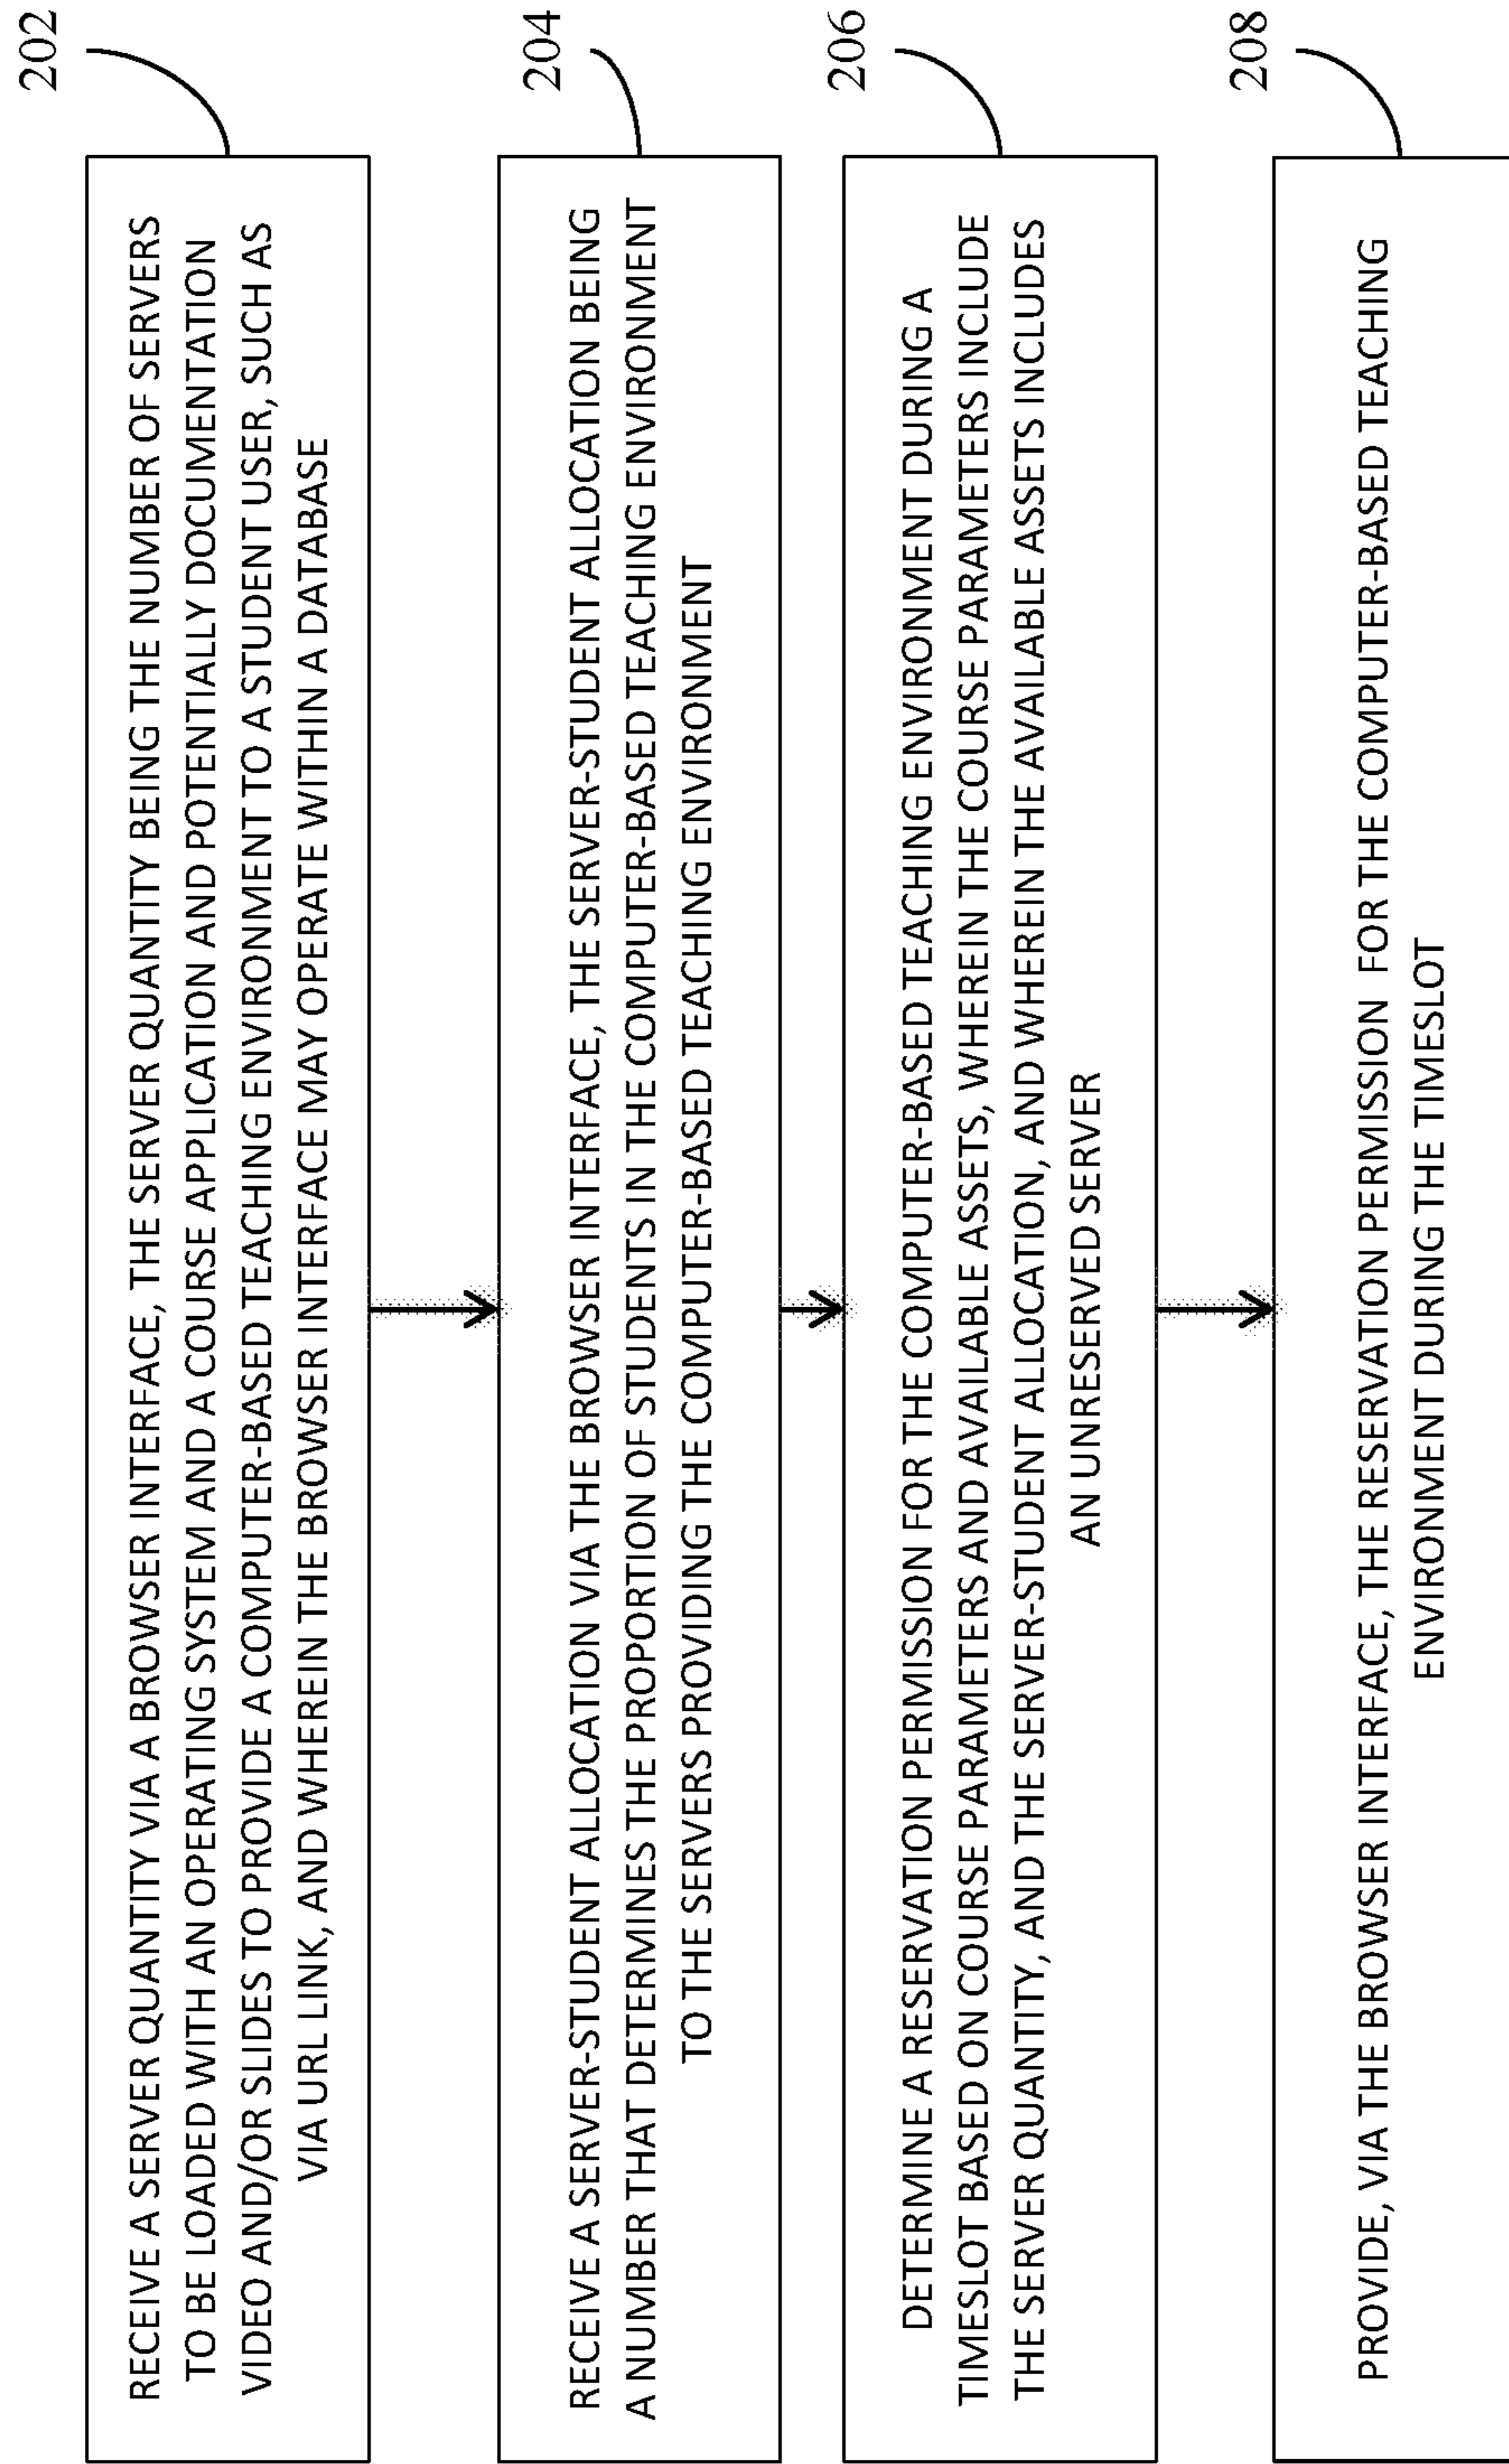 202
RECEIVE A SERVER QUANTITY VIA A BROWSER INTERFACE, THE SERVER QUANTITY BEING THE NUMBER OF SERVERS
TO BE LOADED WITH AN OPERATING SYSTEM AND A COURSE APPLICATION AND POTENTIALLY DOCUMENTATION
VIDEO AND/OR SLIDES TO PROVIDE A COMPUTER-BASED TEACHING ENVIRONMENT TO A STUDENT USER, SUCH AS
VIA URL LINK, AND WHEREIN THE BROWSER INTERFACE MAY OPERATE WITHIN A DATABASE
204
RECEIVE A SERVER-STUDENT ALLOCATION VIA THE BROWSER INTERFACE, THE SERVER-STUDENT ALLOCATION BEING
A NUMBER THAT DETERMINES THE PROPORTION OF STUDENTS IN THE COMPUTER-BASED TEACHING ENVIRONMENT
TO THE SERVERS PROVIDING THE COMPUTER-BASED TEACHING ENVIRONMENT
206
DETERMINE A RESERVATION PERMISSION FOR THE COMPUTER-BASED TEACHING ENVIRONMENT DURING A
TIMESLOT BASED ON COURSE PARAMETERS AND AVAILABLE ASSETS, WHEREIN THE COURSE PARAMETERS INCLUDE
THE SERVER QUANTITY, AND THE SERVER-STUDENT ALLOCATION, AND WHEREIN THE AVAILABLE ASSETS INCLUDES
AN UNRESERVED SERVER
208
PROVIDE, VIA THE BROWSER INTERFACE, THE RESERVATION PERMISSION FOR THE COMPUTER-BASED TEACHING
ENVIRONMENT DURING THE TIMESLOT